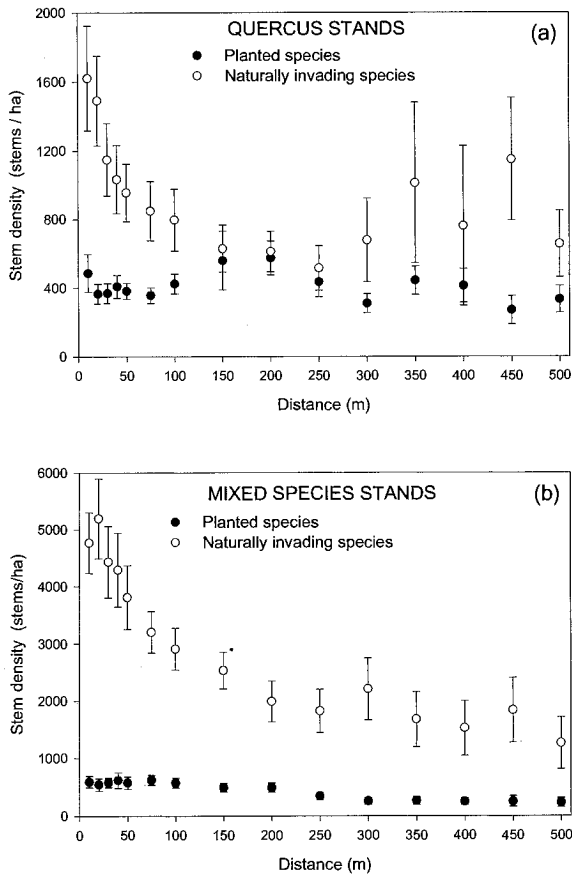 QUERCUS STANDS
(a)
Planted species
Naturally invading species
Stem density (stems / ha)
2000
1600
1200
800
400
0
0 50 100 150 200 250 300 350 400 450 500
Distance (m)
MIXED SPECIES STANDS
(b)
Planted species
Naturally invading species
Stem density (stems/ha)
6000
5000
4000
3000
2000
1000
0
0 50 100 150 200 250 300 350 400 450 500
Distance (m)